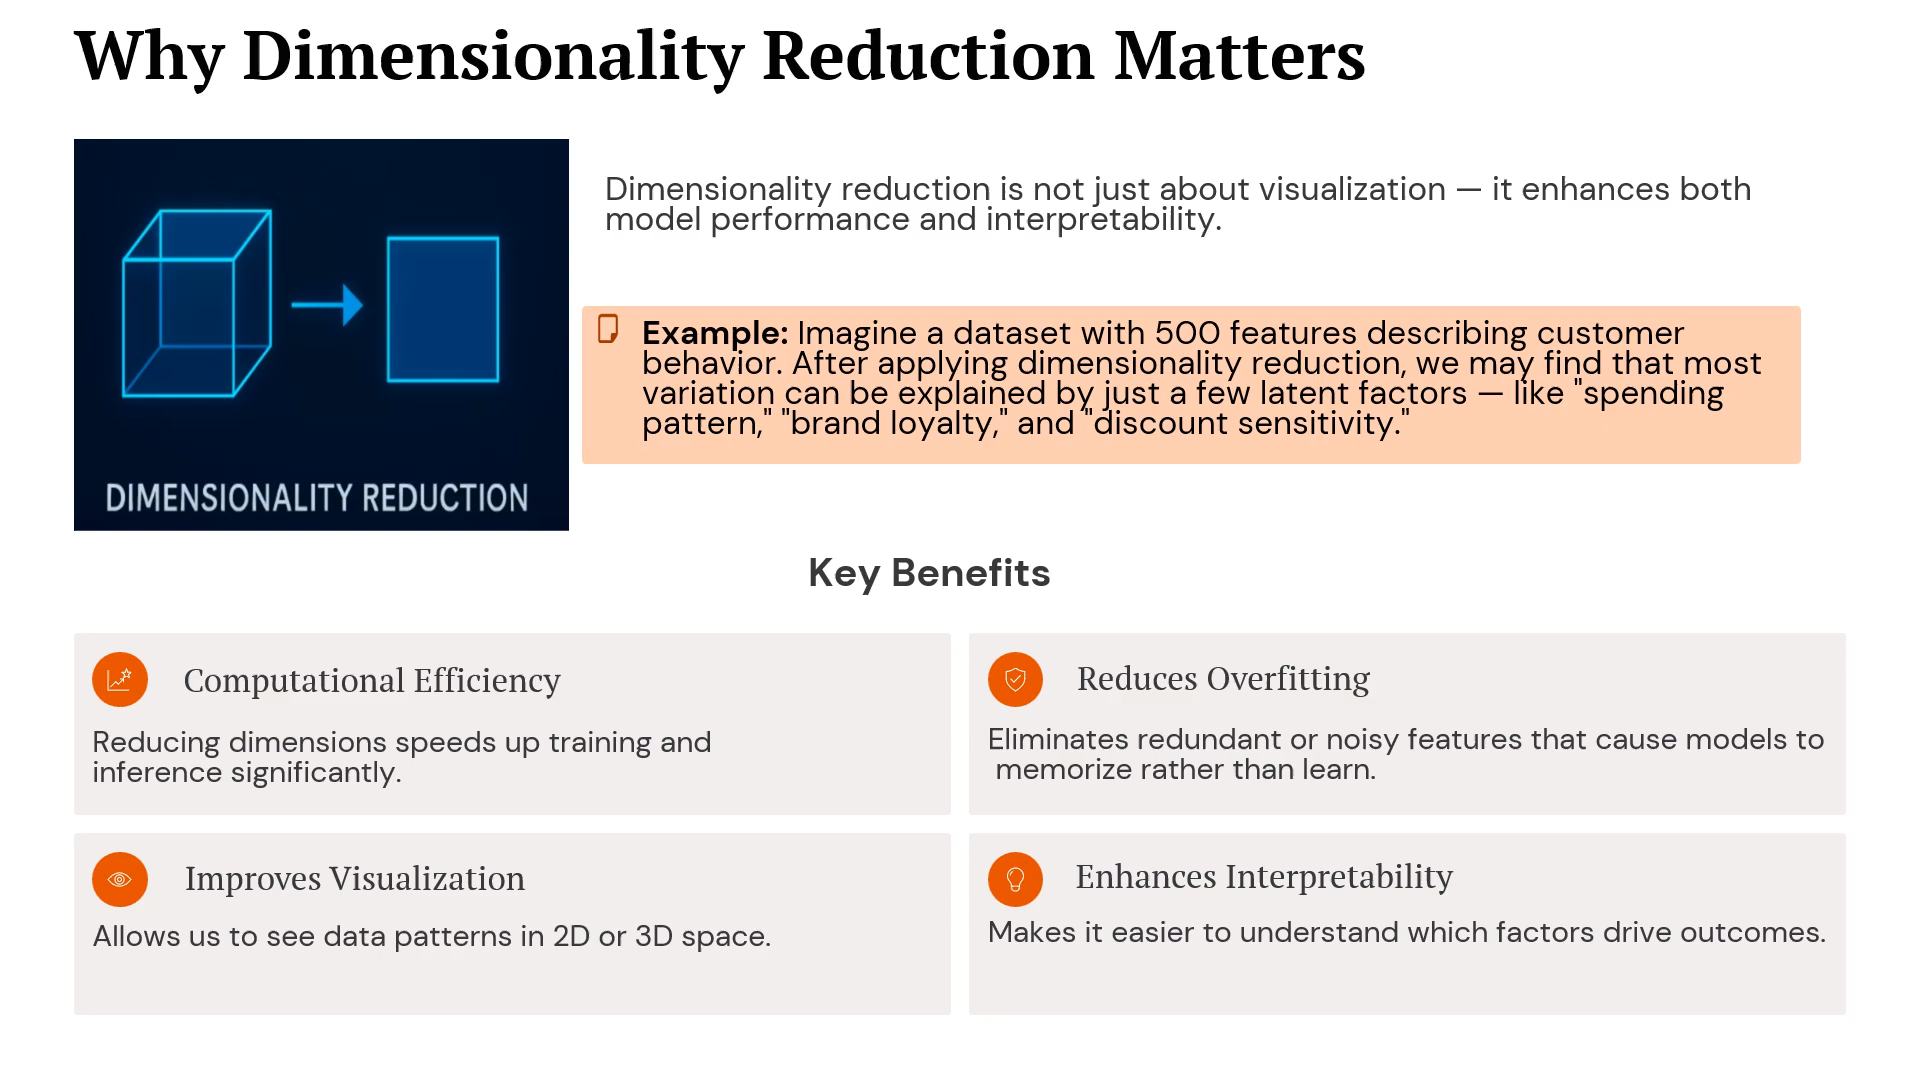 Why Dimensionality Reduction Matters
DIMENSIONALITY REDUCTION
Dimensionality reduction is not just about visualization — it enhances both
model performance and interpretability.
Example: Imagine a dataset with 500 features describing customer
behavior. After applying dimensionality reduction, we may find that most
variation can be explained by just a few latent factors — like "spending
pattern," "brand loyalty," and "discount sensitivity."
Key Benefits
Computational Efficiency
Reducing dimensions speeds up training and
inference significantly.
Reduces Overfitting
Eliminates redundant or noisy features that cause models to
memorize rather than learn.
Improves Visualization
Allows us to see data patterns in 2D or 3D space.
Enhances Interpretability
Makes it easier to understand which factors drive outcomes.